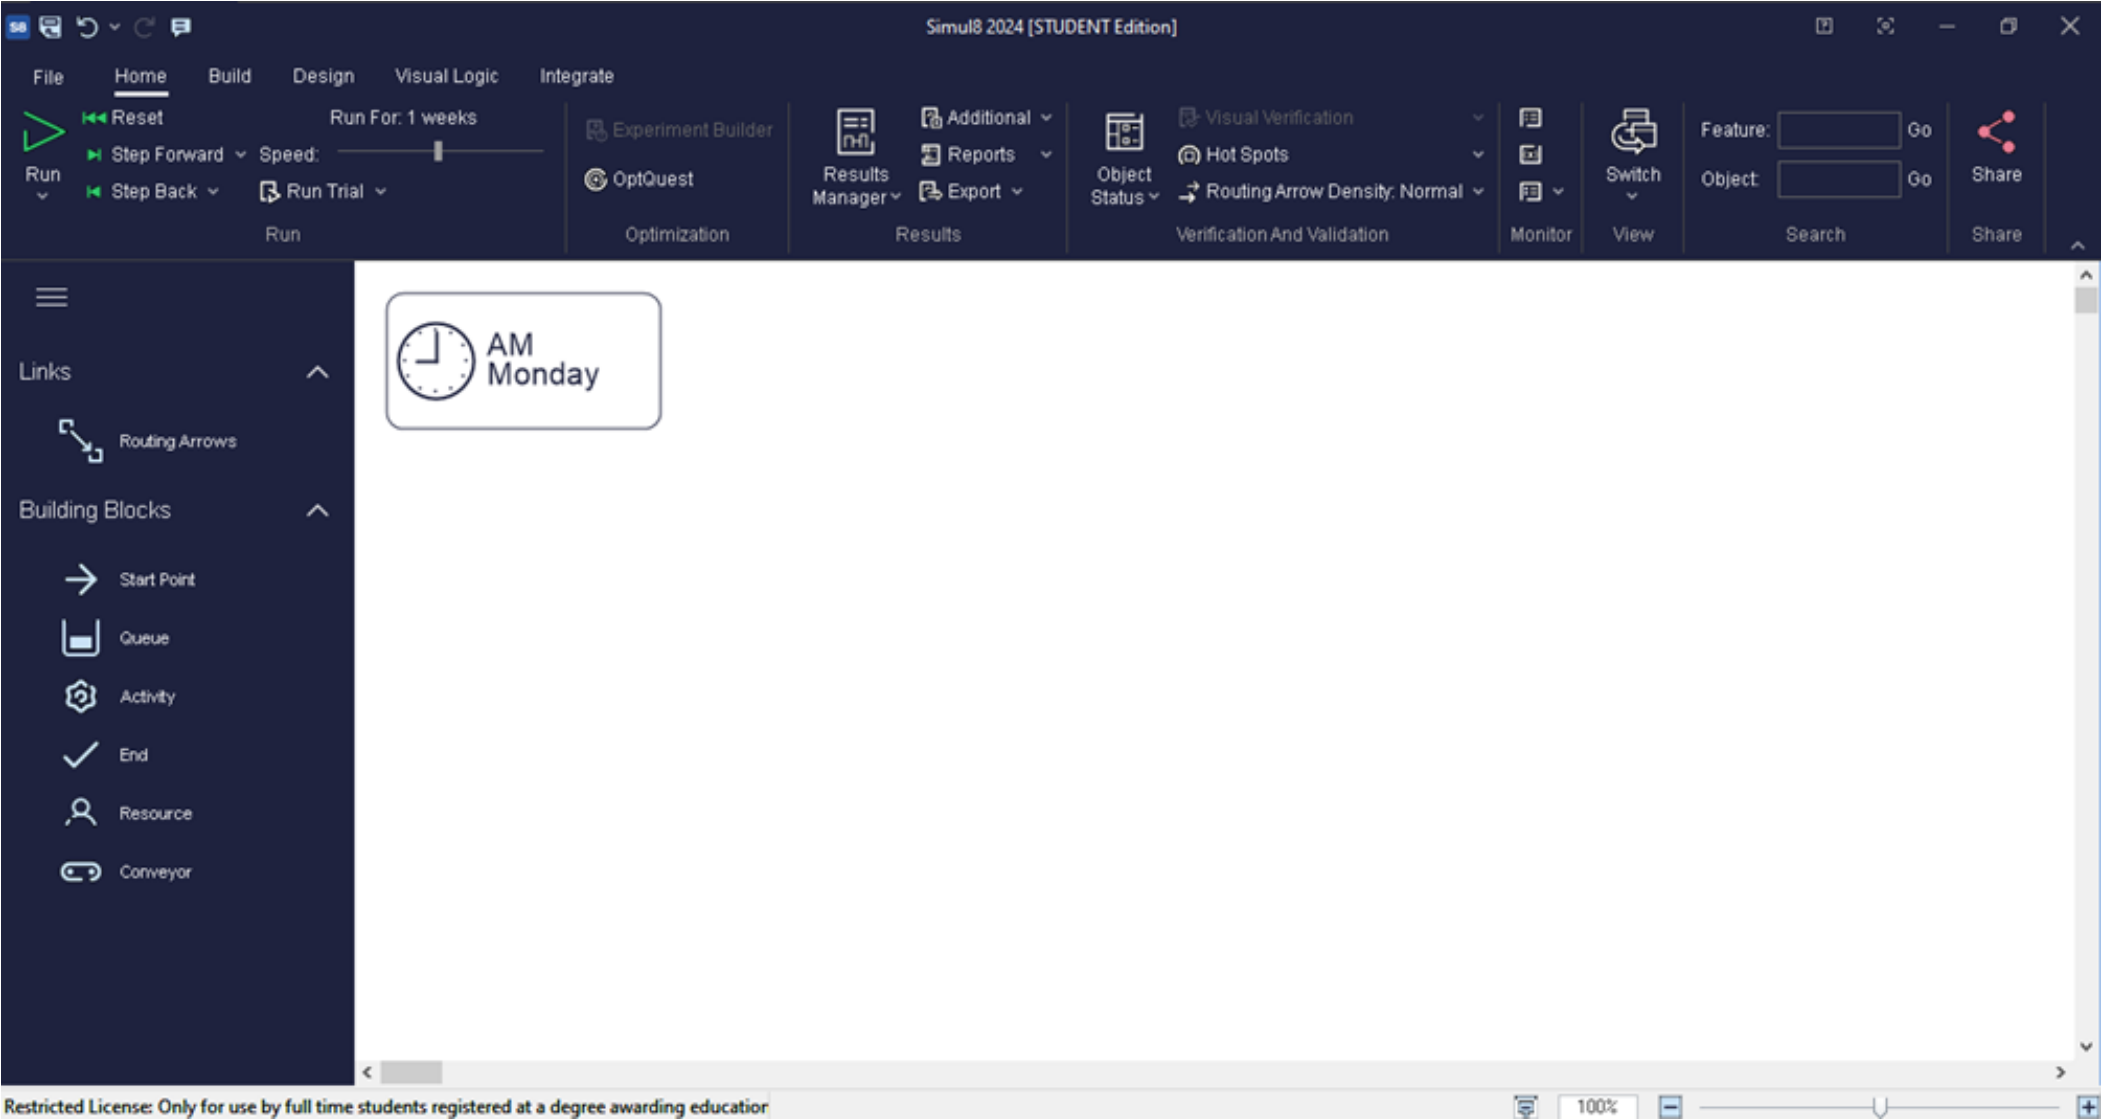 S8
Simul8 2024 [STUDENT Edition]
File Home Build Design Visual Logic Integrate
Run
Reset
Run For: 1 weeks
Step Forward
Speed:
Step Back
Run Trial
Run
Experiment Builder
OptQuest
Optimization
Results
Manager
Additional
Reports
Export
Results
Object
Status
Visual Verification
Hot Spots
Routing Arrow Density: Normal
Verification And Validation
Monitor
Switch
View
Feature:
Go
Object:
Go
Search
Share
Share
Links
Routing Arrows
Building Blocks
Start Point
Queue
Activity
End
Resource
Conveyor
AM
Monday
Restricted License: Only for use by full time students registered at a degree awarding education
100%